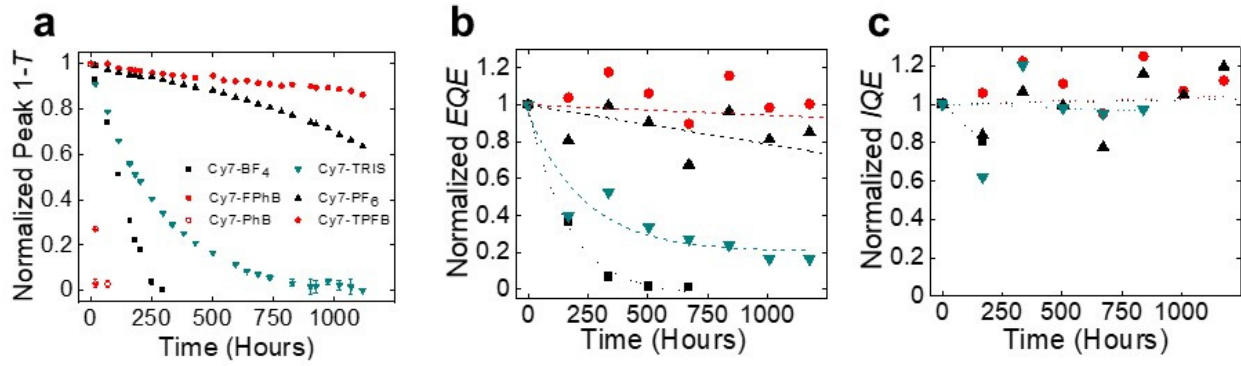 a
Normalized Peak 1-T
1
0.8
0.6
0.4
0.2
0
Cy7-BF4
Cy7-FPhB
Cy7-PhB
Cy7-TRIS
Cy7-PF6
Cy7-TPFB
0 250 500 750 1000
Time (Hours)
b
Normalized EQE
1.2
1
0.8
0.6
0.4
0.2
0
0 250 500 750 1000
Time (Hours)
c
Normalized IQE
1.2
1
0.8
0.6
0.4
0.2
0
0 250 500 750 1000
Time (Hours)